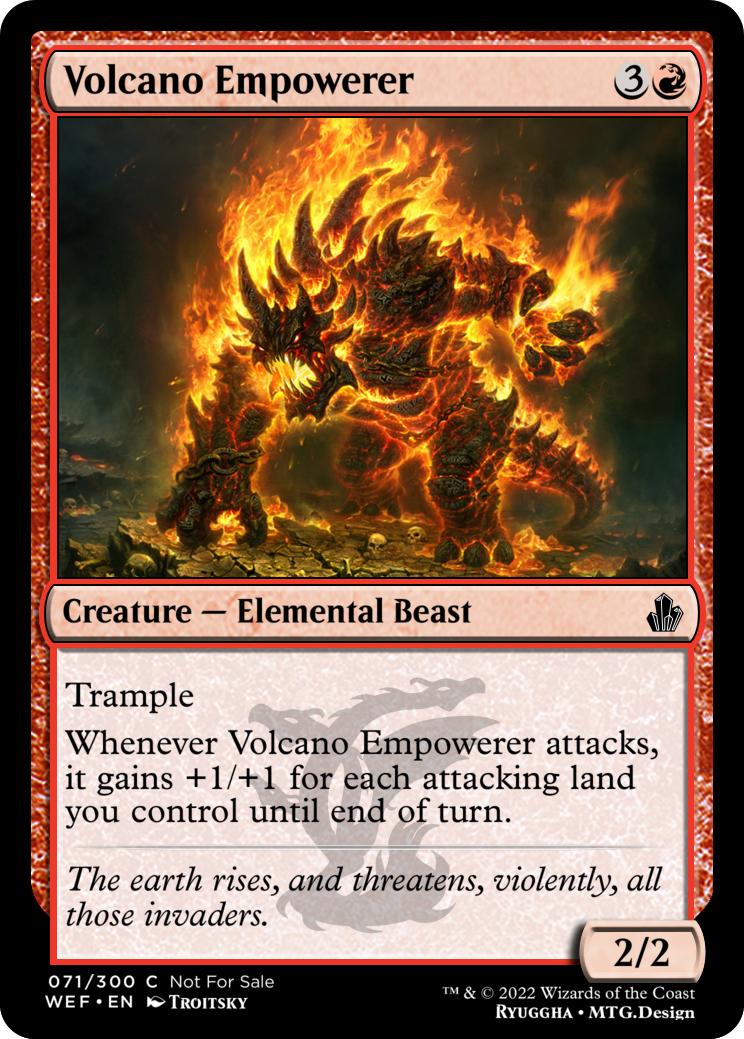 Volcano Empowerer 3
Creature — Elemental Beast
Trample
Whenever Volcano Empowerer attacks,
it gains +1/+1 for each attacking land
you control until end of turn.
The earth rises, and threatens, violently, all
those invaders.
2/2
071/300 C Not For Sale
WEF • EN TROITSKY
™ & © 2022 Wizards of the Coast
RYUGGHA • MTG.Design